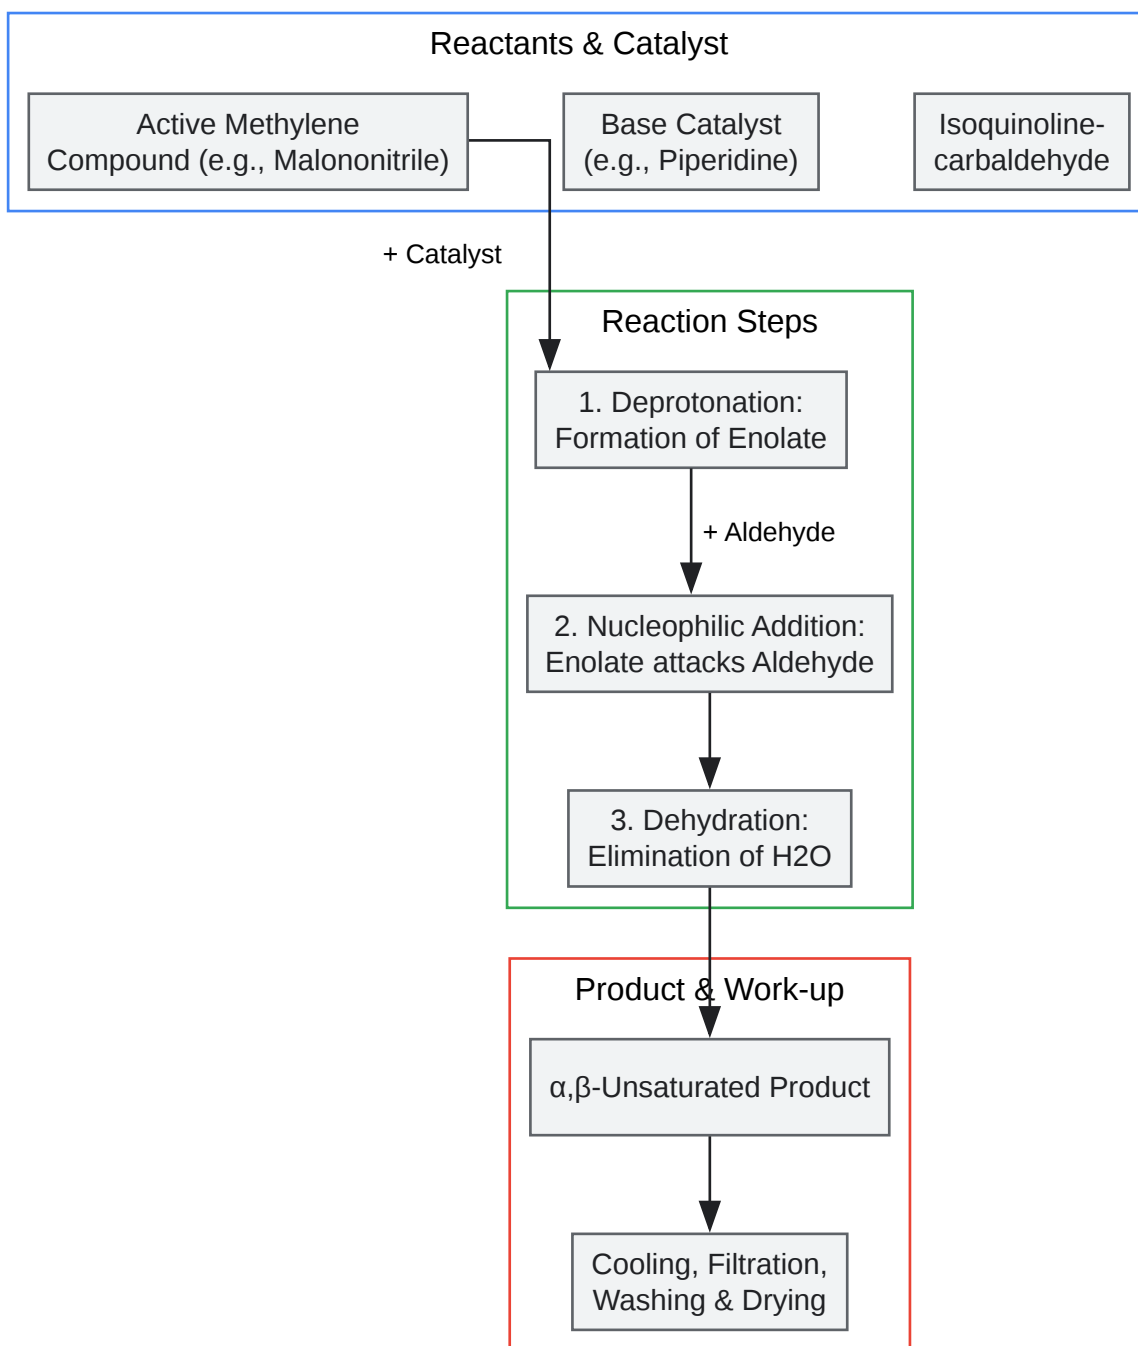 Reactants & Catalyst
Active Methylene
Compound (e.g., Malononitrile)
Base Catalyst
(e.g., Piperidine)
Isoquinoline-
carbaldehyde
+ Catalyst
Reaction Steps
1. Deprotonation:
Formation of Enolate
+ Aldehyde
2. Nucleophilic Addition:
Enolate attacks Aldehyde
3. Dehydration:
Elimination of H2O
Product & Work-up
α,β-Unsaturated Product
Cooling, Filtration,
Washing & Drying